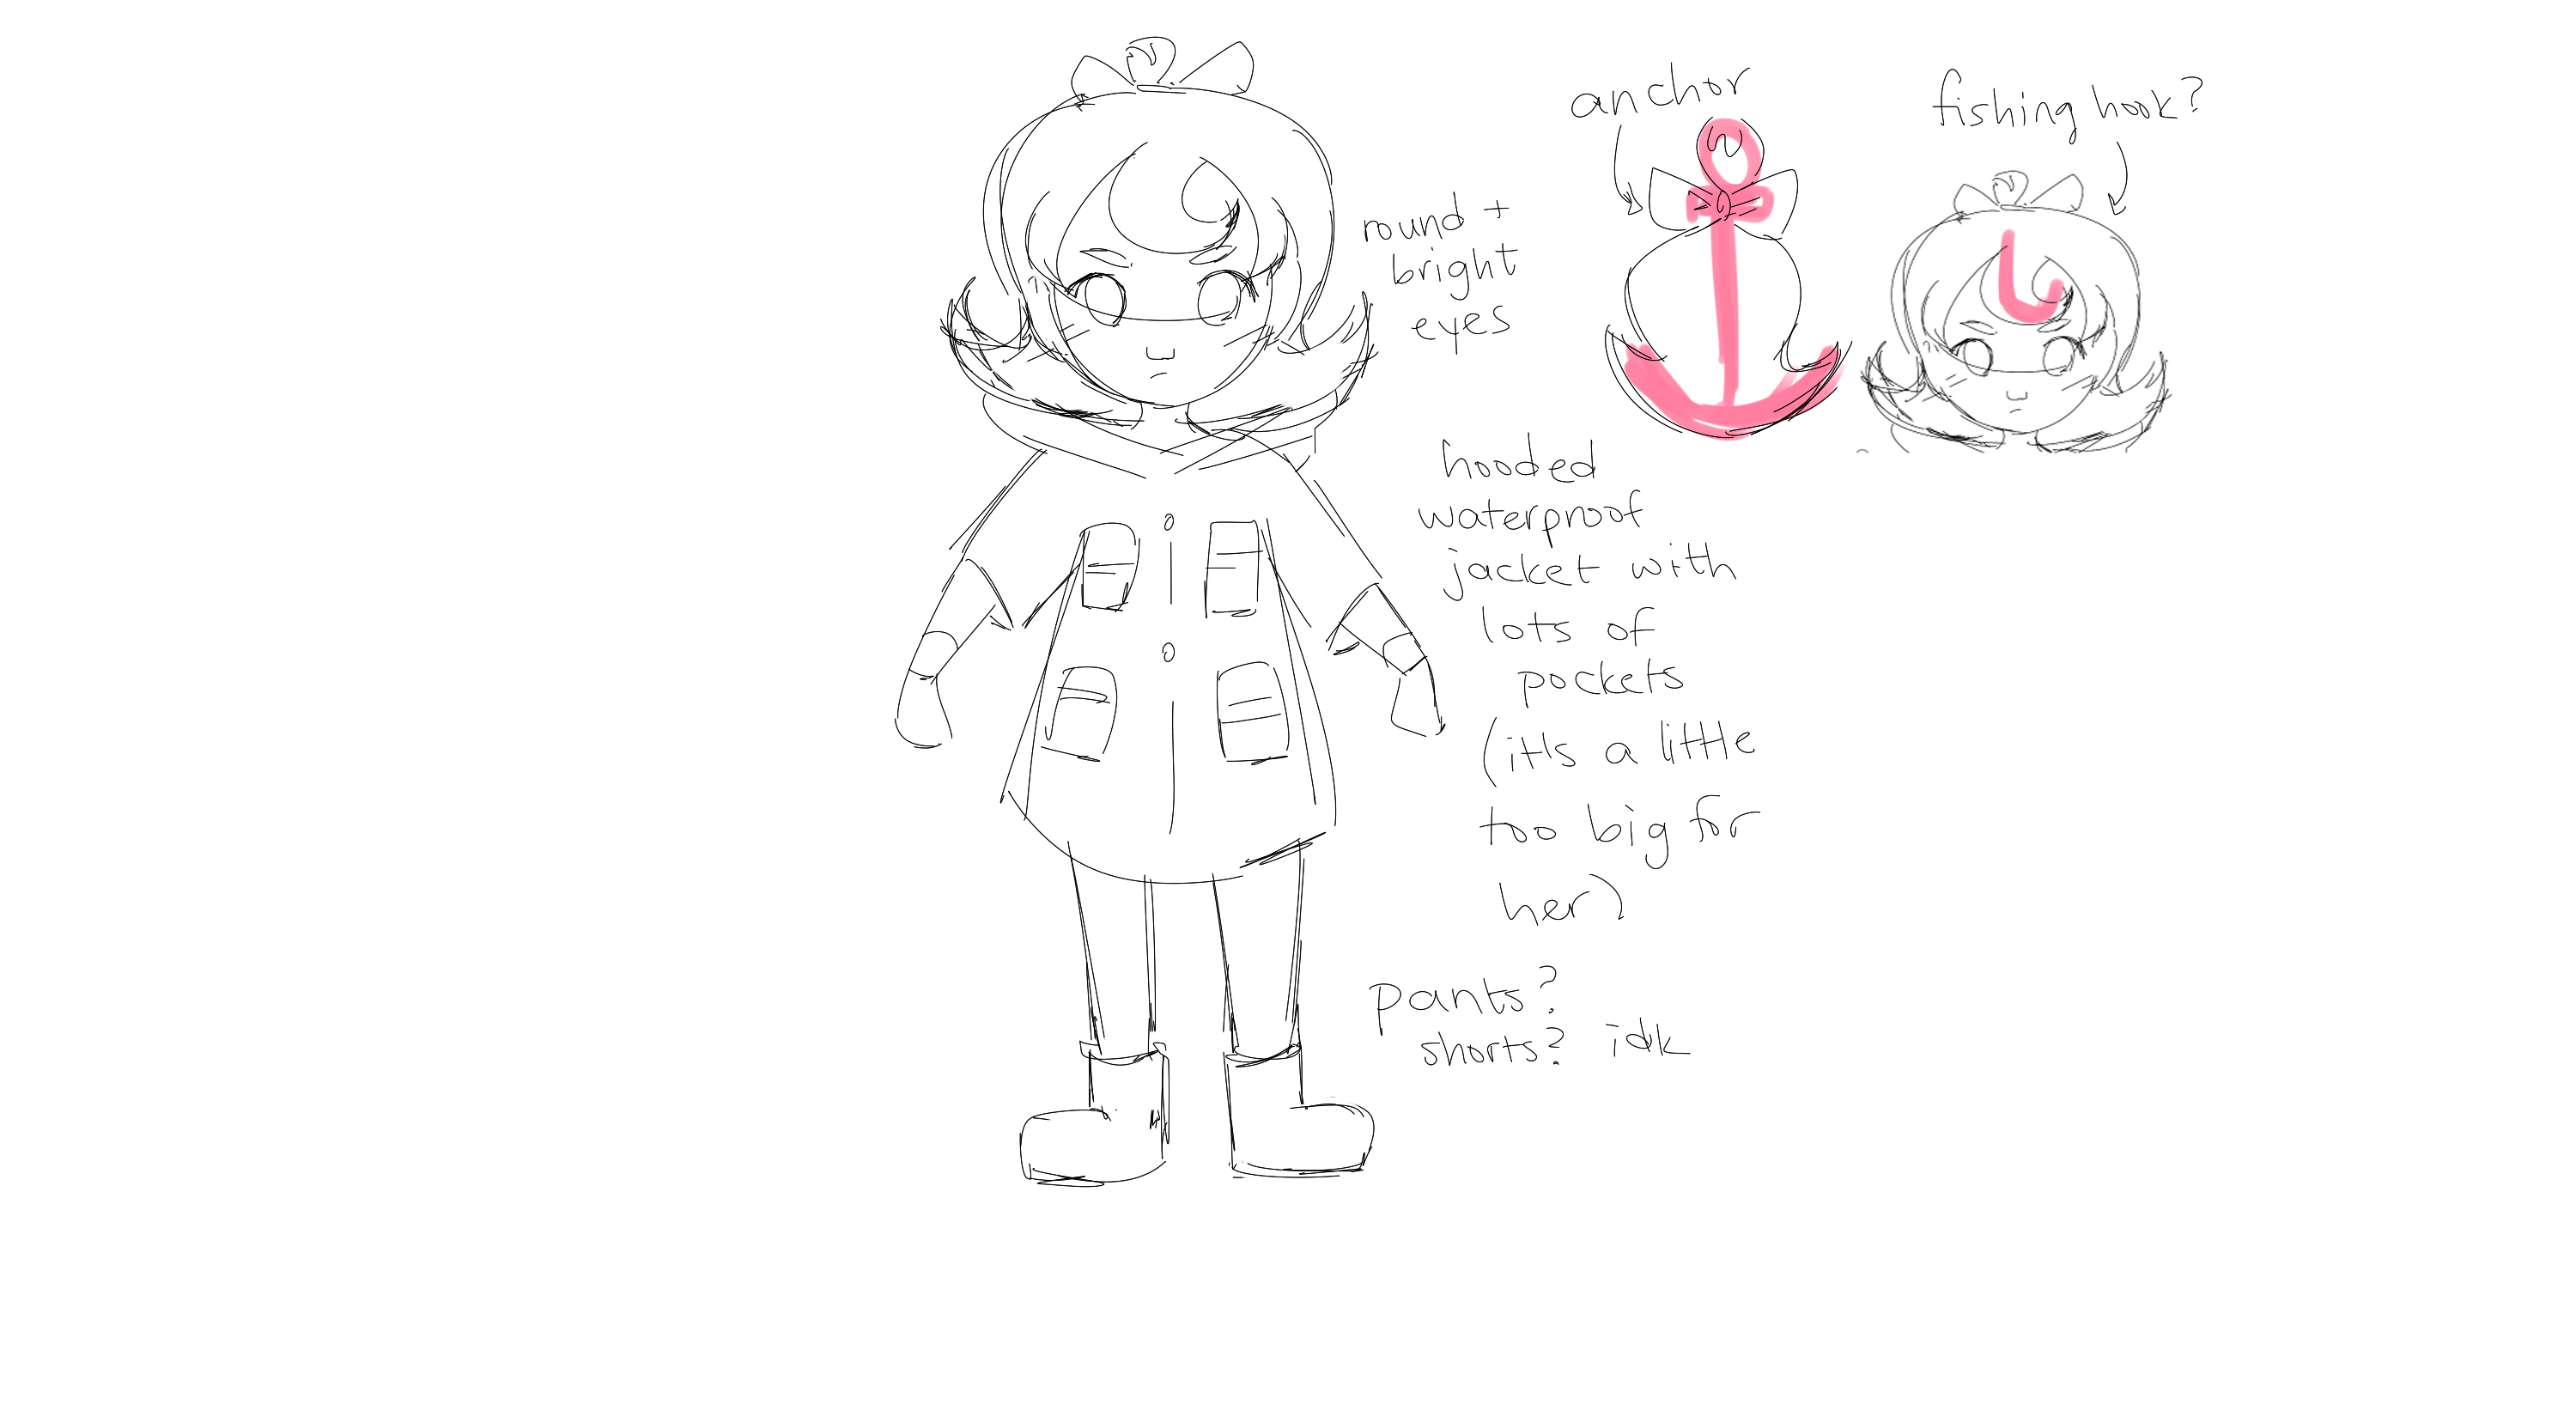 anchor
fishing hook?
round +
bright
eyes
hooded
waterproof
jacket with
lots of
pockets
(it's a little
too big for
her)
pants?
shorts? idk